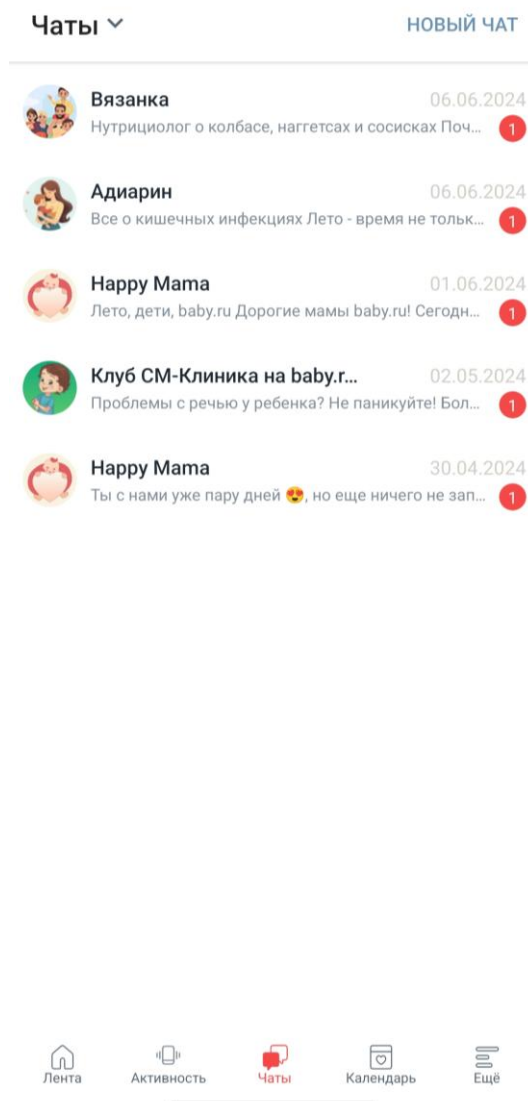 Чаты
НОВЫЙ ЧАТ
Вязанка 06.06.2024
Нутрициолог о колбасе, наггетсах и сосисках Поч... 1
Адиарин 06.06.2024
Все о кишечных инфекциях Лето - время не тольк... 1
Happy Mama 01.06.2024
Лето, дети, baby.ru Дорогие мамы baby.ru! Сегодн... 1
Клуб СМ-Клиника на baby.r... 02.05.2024
Проблемы с речью у ребенка? Не паникуйте! Бол... 1
Happy Mama 30.04.2024
Ты с нами уже пару дней 😍, но еще ничего не зап... 1
Лента Активность Чаты Календарь Ещё